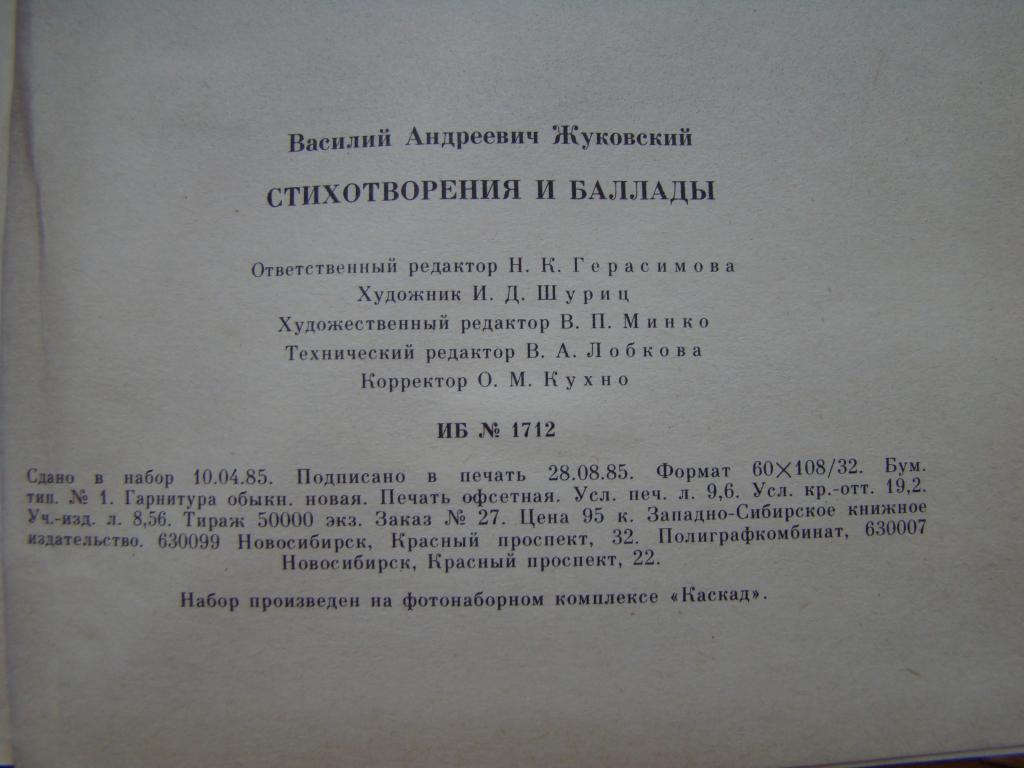 Василий Андреевич Жуковский
СТИХОТВОРЕНИЯ И БАЛЛАДЫ
Ответственный редактор Н. К. Герасимова
Художник И. Д. Шуриц
Художественный редактор В. П. Минко
Технический редактор В. А. Лобкова
Корректор О. М. Кухно
ИБ № 1712
Сдано в набор 10.04.85. Подписано в печать 28.08.85. Формат 60×108/32. Бум.
тип. № 1. Гарнитура обыкн. новая. Печать офсетная. Усл. печ. л. 9,6. Усл. кр.-отт. 19,2.
Уч.-изд. л. 8,56. Тираж 50000 экз. Заказ № 27. Цена 95 к. Западно-Сибирское книжное
издательство. 630099 Новосибирск, Красный проспект, 32. Полиграфкомбинат, 630007
Новосибирск, Красный проспект, 22.
Набор произведен на фотонаборном комплексе «Каскад».